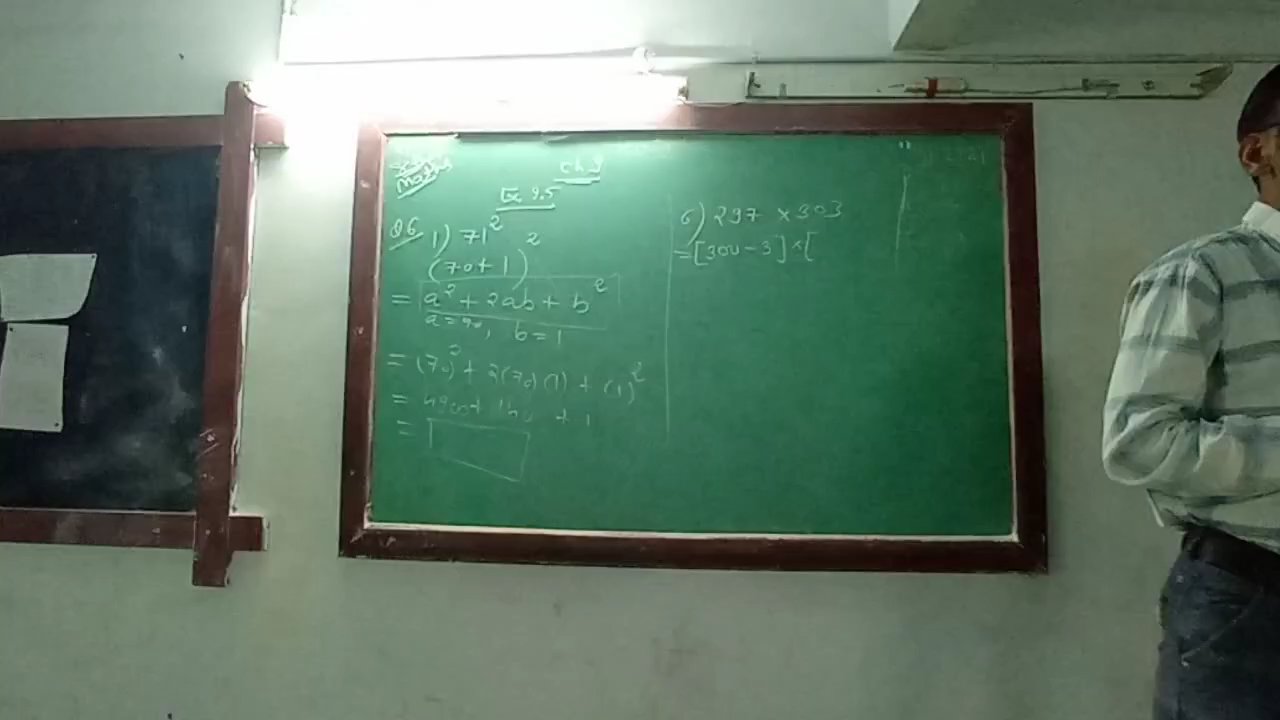 Maths
Ch.9
Ex 9.5
Q6 1) 71²
(70+1)²
= a² + 2ab + b²
a = 70, b = 1
= (70)² + 2(70)(1) + (1)²
= 4900 + 140 + 1
=
6) 297 × 303
= [300 - 3] × [